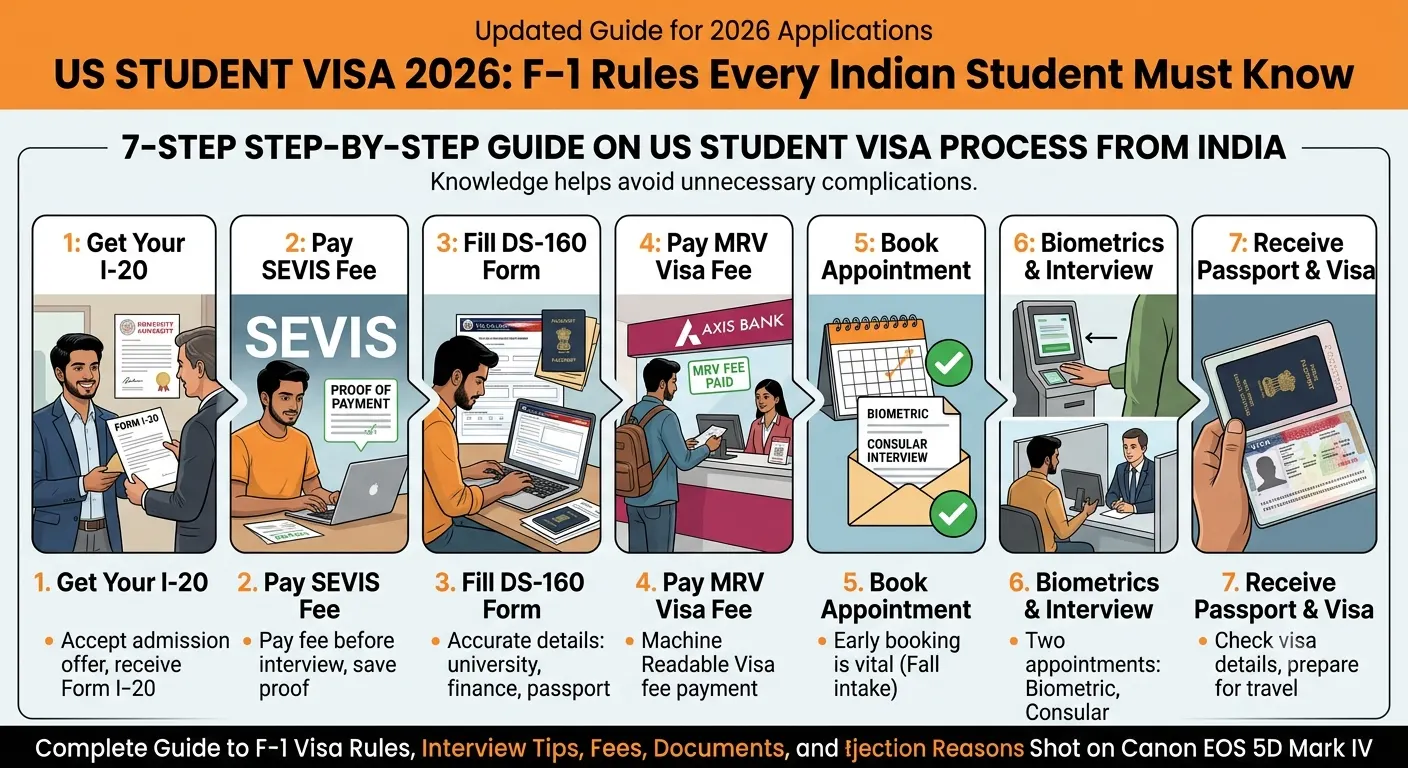 Updated Guide for 2026 Applications
US STUDENT VISA 2026: F-1 Rules Every Indian Student Must Know
7-STEP STEP-BY-STEP GUIDE ON US STUDENT VISA PROCESS FROM INDIA
Knowledge helps avoid unnecessary complications.
1: Get Your
I-20
2: Pay
SEVIS Fee
3: Fill DS-160
Form
4: Pay MRV
Visa Fee
5: Book
Appointment
6: Biometrics
& Interview
7: Receive
Passport & Visa
FORM I-20
SEVIS
PROOF OF
PAYMENT
AXIS BANK
MRV FEE
PAID
BIOMETRIC
CONSULAR
INTERVIEW
VISA
1. Get Your I-20
Accept admission
offer, receive
Form I-20
2. Pay SEVIS
Fee
Pay fee before
interview, save
proof
3. Fill DS-160
Form
Accurate details:
university,
finance, passport
4. Pay MRV
Visa Fee
Machine
Readable Visa
fee payment
5. Book
Appointment
Early booking
is vital (Fall
intake)
6. Biometrics
& Interview
Two
appointments:
Biometric,
Consular
7. Receive
Passport & Visa
Check visa
details, prepare
for travel
Complete Guide to F-1 Visa Rules, Interview Tips, Fees, Documents, and Reasons Shot on Canon EOS 5D Mark IV